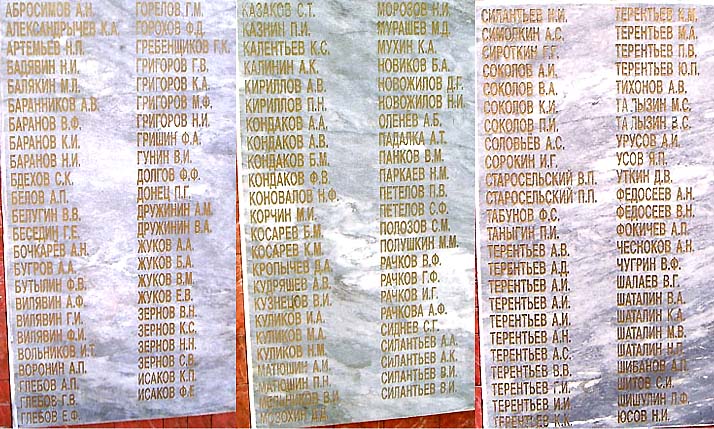 АБРОСИМОВ А.Н.
АЛЕКСАНДРЫЧЕВ К.А.
АРТЕМЬЕВ Н.П.
БАДЯВИН Н.И.
БАЛЯКИН М.Л.
БАРАННИКОВ А.В.
БАРАНОВ В.Ф.
БАРАНОВ К.И.
БАРАНОВ Н.И.
БДЕХОВ С.К.
БЕЛОВ А.П.
БЕЛУГИН В.В.
БЕСЕДИН Г.Е.
БОЧКАРЕВ А.Н.
БУГРОВ А.А.
БУТЫЛИН Ф.В.
ВИЛЯВИН А.Ф.
ВИЛЯВИН Г.И.
ВИЛЯВИН Ф.И.
ВОЛЬНИКОВ И.Т.
ВОРОНИН А.П.
ГЛЕБОВ А.П.
ГЛЕБОВ Г.В.
ГЛЕБОВ Е.Ф.
ГОРЕЛОВ Г.М.
ГОРОХОВ Ф.Д.
ГРЕБЕНЩИКОВ Г.К.
ГРИГОРОВ Г.В.
ГРИГОРОВ К.А.
ГРИГОРОВ М.Ф.
ГРИГОРОВ Н.И.
ГРИШИН Ф.А.
ГУНИН В.И.
ДОЛГОВ Ф.Ф.
ДОНЕЦ П.Г.
ДРУЖИНИН А.М.
ДРУЖИНИН В.А.
ЖУКОВ А.А.
ЖУКОВ Б.А.
ЖУКОВ В.М.
ЖУКОВ Е.В.
ЗЕРНОВ В.Н.
ЗЕРНОВ К.С.
ЗЕРНОВ Н.Н.
ЗЕРНОВ С.В.
ИСАКОВ К.П.
ИСАКОВ Ф.Е.
КАЗАКОВ С.Т.
КАЗНИН П.И.
КАЛЕНТЬЕВ К.С.
КАЛИНИН А.К.
КИРИЛЛОВ А.В.
КИРИЛЛОВ П.Н.
КОНДАКОВ А.А.
КОНДАКОВ А.В.
КОНДАКОВ Б.М.
КОНДАКОВ Ф.В.
КОНОВАЛОВ Н.Ф.
КОРЧИН М.И.
КОСАРЕВ Б.М.
КОСАРЕВ К.М.
КРОПЫЧЕВ Д.А.
КУДРЯШЕВ А.В.
КУЗНЕЦОВ В.И.
КУЛИКОВ И.А.
КУЛИКОВ М.А.
КУЛИКОВ Н.М.
МАТЮШИН А.И.
МАТЮШИН П.Н.
В.И.
МОЗОХИН Д.А.
МОРОЗОВ Н.И.
МУРАШЕВ М.Д.
МУХИН К.А.
НОВИКОВ Б.А.
НОВОЖИЛОВ Д.Г.
НОВОЖИЛОВ Н.И.
ОЛЕНЕВ А.Б.
ПАДАЛКА А.Т.
ПАНКОВ В.М.
ПАРКАЕВ Н.М.
ПЕТЕЛОВ П.В.
ПЕТЕЛОВ С.Ф.
ПОЛОЗОВ С.М.
ПОЛУШКИН М.М.
РАЧКОВ В.Ф.
РАЧКОВ Г.Ф.
РАЧКОВ И.Г.
РАЧКОВА А.Ф.
СИДНЕВ С.Г.
СИЛАНТЬЕВ А.А.
СИЛАНТЬЕВ А.К.
СИЛАНТЬЕВ В.И.
СИЛАНТЬЕВ В.И.
СИЛАНТЬЕВ И.И.
СИМОЛКИН А.С.
СИРОТКИН Г.Г.
СОКОЛОВ А.И.
СОКОЛОВ В.А.
СОКОЛОВ К.И.
СОКОЛОВ П.И.
СОЛОВЬЕВ А.С.
СОРОКИН И.Г.
СТАРОСЕЛЬСКИЙ В.П.
СТАРОСЕЛЬСКИЙ П.П.
ТАБУНОВ Ф.С.
ТАНЫГИН П.И.
ТЕРЕНТЬЕВ А.В.
ТЕРЕНТЬЕВ А.Д.
ТЕРЕНТЬЕВ А.И.
ТЕРЕНТЬЕВ А.И.
ТЕРЕНТЬЕВ А.Н.
ТЕРЕНТЬЕВ А.С.
ТЕРЕНТЬЕВ В.А.
ТЕРЕНТЬЕВ Г.И.
ТЕРЕНТЬЕВ И.И.
ТЕРЕНТЬЕВ К.К.
ТЕРЕНТЬЕВ М.М.
ТЕРЕНТЬЕВ М.А.
ТЕРЕНТЬЕВ П.В.
ТЕРЕНТЬЕВ Ю.П.
ТИХОНОВ А.В.
ТАЛЫЗИН М.С.
ТАЛЫЗИН В.С.
УРУСОВ А.И.
УСОВ Я.П.
УТКИН Д.В.
ФЕДОСЕЕВ А.Н.
ФЕДОСЕЕВ В.Н.
ФОКИЧЕВ А.П.
ЧЕСНОКОВ А.Н.
ЧУГРИН В.Ф.
ШАЛАЕВ В.Г.
ШАТАЛИН В.А.
ШАТАЛИН К.А.
ШАТАЛИН М.В.
ШАТАЛИН Н.П.
ШИБАНОВ А.П.
ШИТОВ С.И.
ШИШУЛИН Л.Ф.
ЮСОВ Н.И.